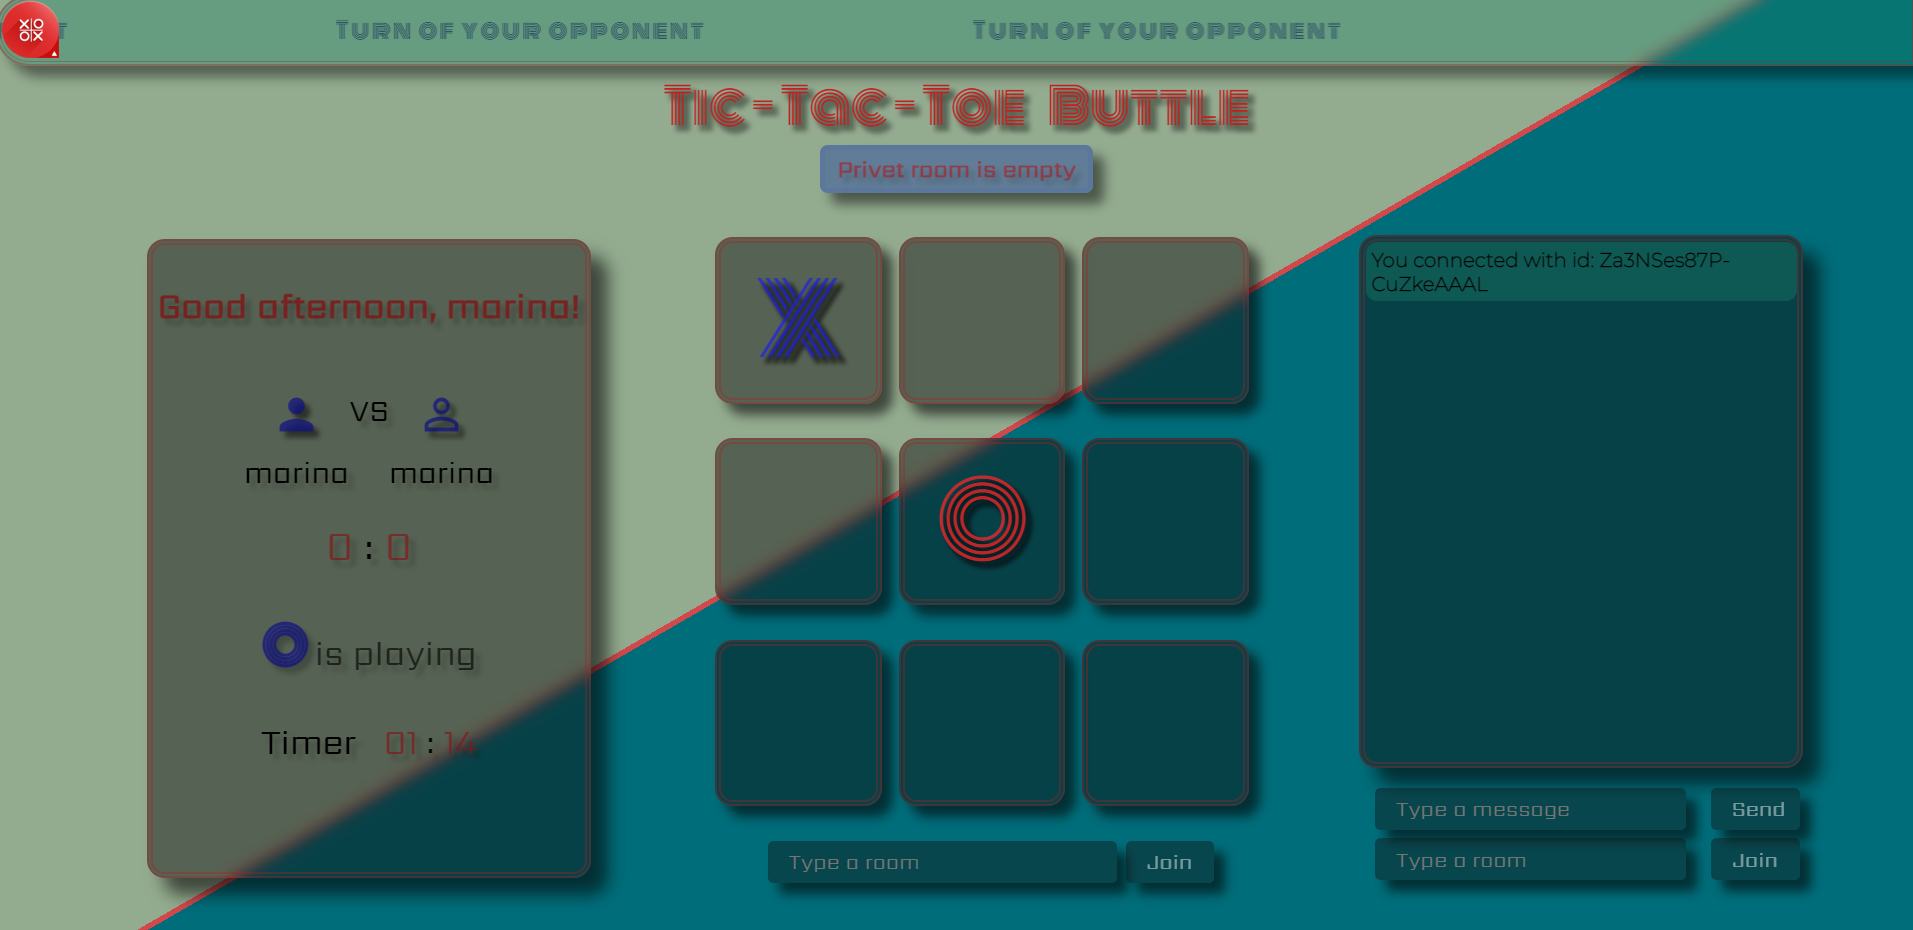 T
Turn of your opponent
Turn of your opponent
Tic-Tac-Toe Buttle
Privet room is empty
Good afternoon, marina!
VS
marina marina
0 : 0
O is playing
Timer 01 : 14
X
O
Type a room
Join
You connected with id: Za3NSes87P-
CuZkeAAAL
Type a message
Send
Type a room
Join